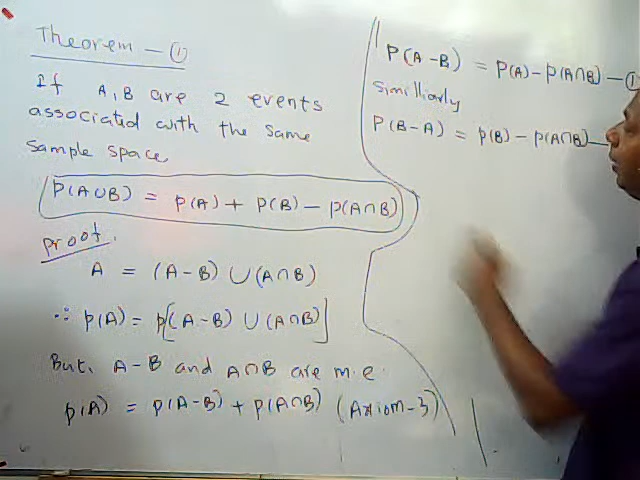 Theorem - ①
If A, B are 2 events
associated with the same
sample space
P(A∪B) = P(A) + P(B) - P(A∩B)
Proof.
A = (A-B) ∪ (A∩B)
∴ P(A) = P[(A-B) ∪ (A∩B)]
But, A-B and A∩B are m.e.
P(A) = P(A-B) + P(A∩B) (Axiom-3)
P(A-B) = P(A) - P(A∩B) - ①
Similliarly
P(B-A) = P(B) - P(A∩B) -